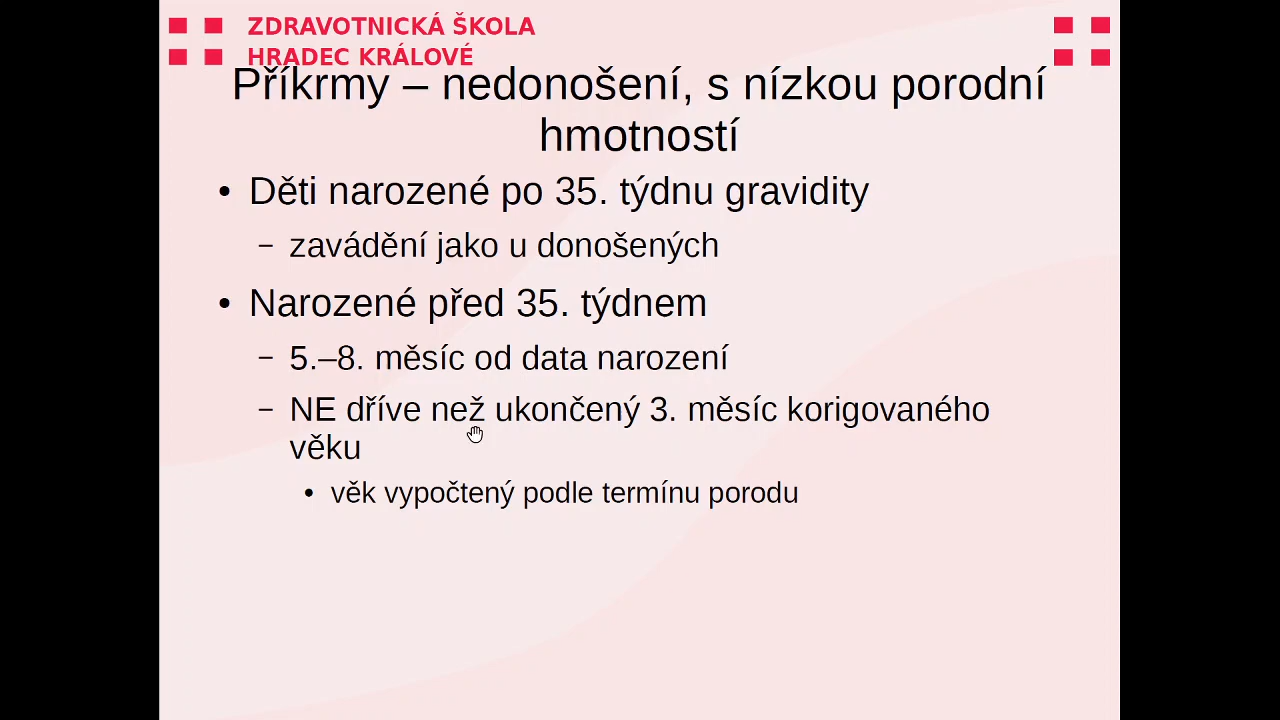 ZDRAVOTNICKÁ ŠKOLA
HRADEC KRÁLOVÉ
Příkrmy – nedonošení, s nízkou porodní
hmotností
• Děti narozené po 35. týdnu gravidity
– zavádění jako u donošených
• Narozené před 35. týdnem
– 5.–8. měsíc od data narození
– NE dříve než ukončený 3. měsíc korigovaného
věku
• věk vypočtený podle termínu porodu